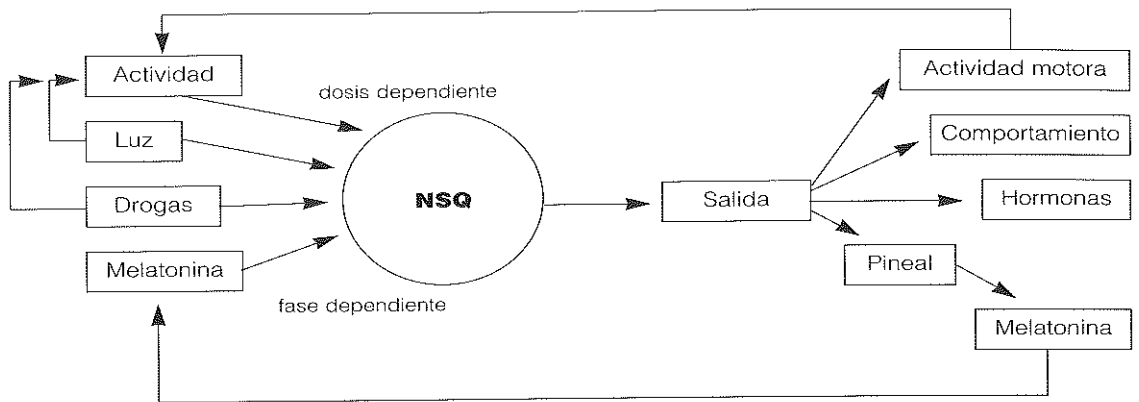 Actividad
Luz
Drogas
Melatonina
dosis dependiente
NSQ
fase dependiente
Salida
Actividad motora
Comportamiento
Hormonas
Pineal
Melatonina